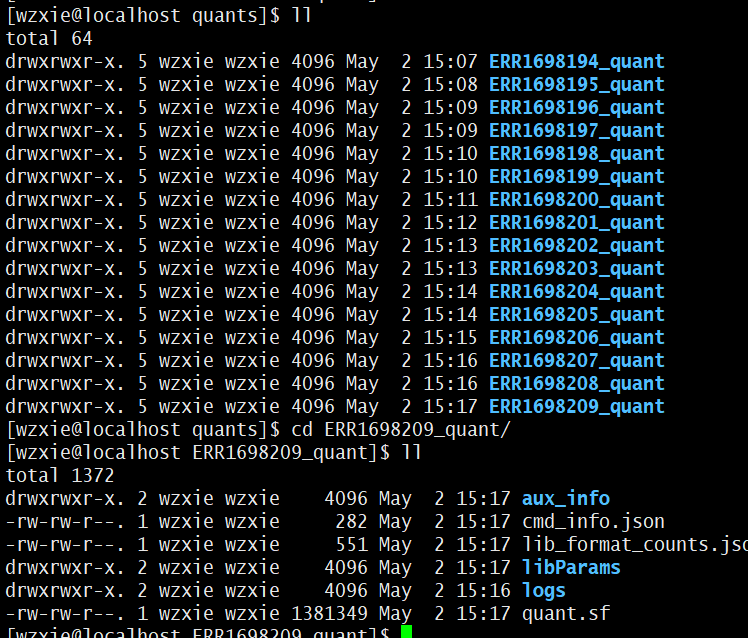 [wzxie@localhost quants]$ ll
total 64
drwxrwxr-x. 5 wzxie wzxie 4096 May  2 15:07 ERR1698194_quant
drwxrwxr-x. 5 wzxie wzxie 4096 May  2 15:08 ERR1698195_quant
drwxrwxr-x. 5 wzxie wzxie 4096 May  2 15:09 ERR1698196_quant
drwxrwxr-x. 5 wzxie wzxie 4096 May  2 15:09 ERR1698197_quant
drwxrwxr-x. 5 wzxie wzxie 4096 May  2 15:10 ERR1698198_quant
drwxrwxr-x. 5 wzxie wzxie 4096 May  2 15:10 ERR1698199_quant
drwxrwxr-x. 5 wzxie wzxie 4096 May  2 15:11 ERR1698200_quant
drwxrwxr-x. 5 wzxie wzxie 4096 May  2 15:12 ERR1698201_quant
drwxrwxr-x. 5 wzxie wzxie 4096 May  2 15:13 ERR1698202_quant
drwxrwxr-x. 5 wzxie wzxie 4096 May  2 15:13 ERR1698203_quant
drwxrwxr-x. 5 wzxie wzxie 4096 May  2 15:14 ERR1698204_quant
drwxrwxr-x. 5 wzxie wzxie 4096 May  2 15:14 ERR1698205_quant
drwxrwxr-x. 5 wzxie wzxie 4096 May  2 15:15 ERR1698206_quant
drwxrwxr-x. 5 wzxie wzxie 4096 May  2 15:16 ERR1698207_quant
drwxrwxr-x. 5 wzxie wzxie 4096 May  2 15:16 ERR1698208_quant
drwxrwxr-x. 5 wzxie wzxie 4096 May  2 15:17 ERR1698209_quant
[wzxie@localhost quants]$ cd ERR1698209_quant/
[wzxie@localhost ERR1698209_quant]$ ll
total 1372
drwxrwxr-x. 2 wzxie wzxie    4096 May  2 15:17 aux_info
-rw-rw-r--. 1 wzxie wzxie     282 May  2 15:17 cmd_info.json
-rw-rw-r--. 1 wzxie wzxie     551 May  2 15:17 lib_format_counts.jso
drwxrwxr-x. 2 wzxie wzxie    4096 May  2 15:17 libParams
drwxrwxr-x. 2 wzxie wzxie    4096 May  2 15:16 logs
-rw-rw-r--. 1 wzxie wzxie 1381349 May  2 15:17 quant.sf
[wzxie@localhost ERR1698209_quant]$